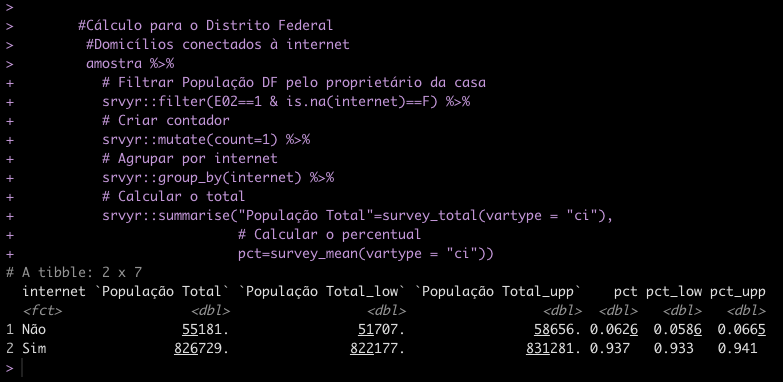 >
> #Cálculo para o Distrito Federal
> #Domicílios conectados à internet
> amostra %>%
+ # Filtrar População DF pelo proprietário da casa
+ srvyr::filter(E02==1 & is.na(internet)==F) %>%
+ # Criar contador
+ srvyr::mutate(count=1) %>%
+ # Agrupar por internet
+ srvyr::group_by(internet) %>%
+ # Calcular o total
+ srvyr::summarise("População Total"=survey_total(vartype = "ci"),
+ # Calcular o percentual
+ pct=survey_mean(vartype = "ci"))
# A tibble: 2 x 7
internet `População Total` `População Total_low` `População Total_upp` pct pct_low pct_upp
<fct> <dbl> <dbl> <dbl> <dbl> <dbl> <dbl>
1 Não 55181. 51707. 58656. 0.0626 0.0586 0.0665
2 Sim 826729. 822177. 831281. 0.937 0.933 0.941
>